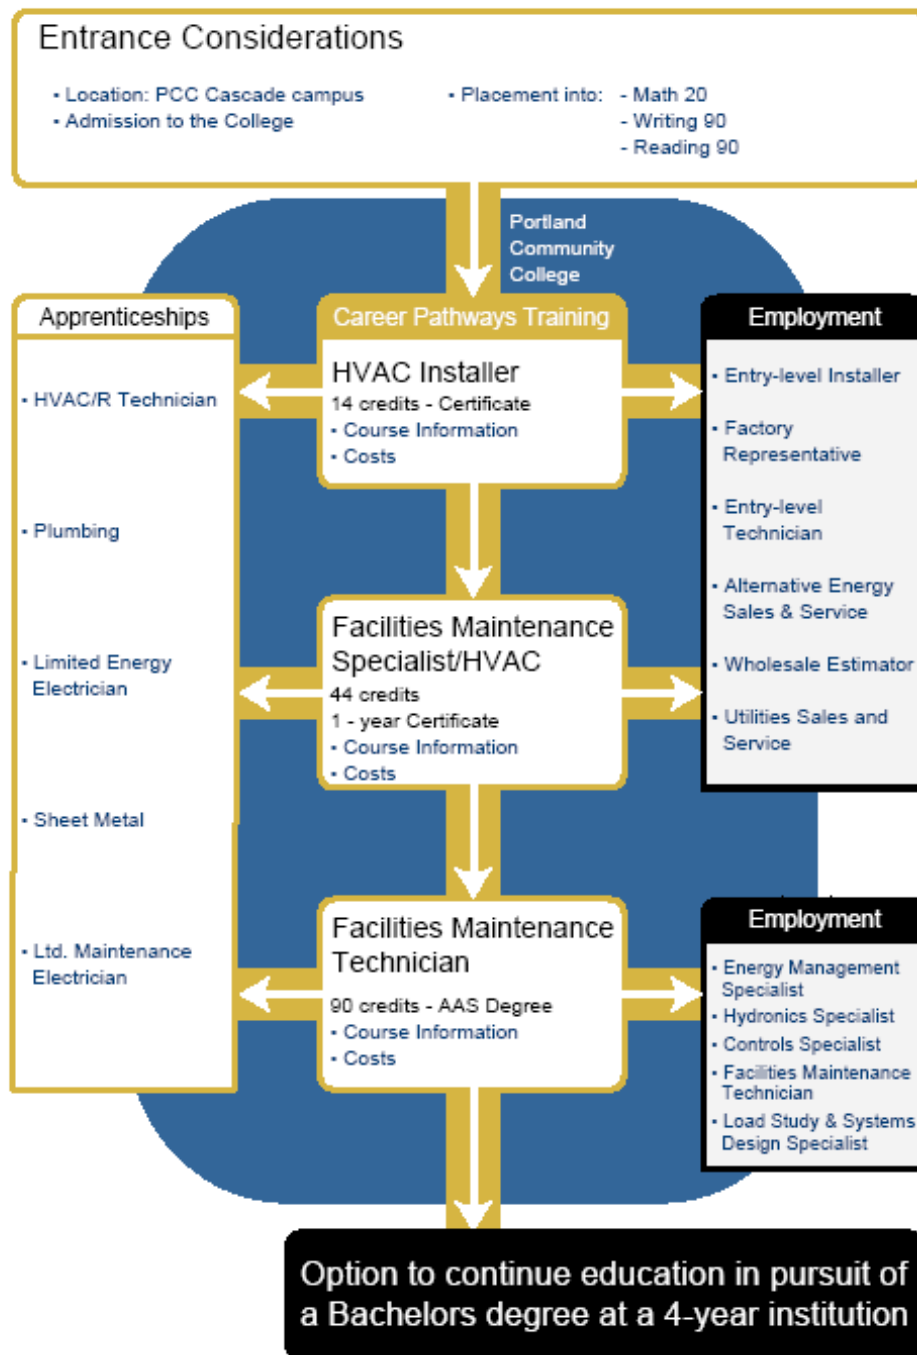 Entrance Considerations
• Location: PCC Cascade campus
• Admission to the College
• Placement into: - Math 20
- Writing 90
- Reading 90
Portland
Community
College
Apprenticeships
• HVAC/R Technician
• Plumbing
• Limited Energy
Electrician
• Sheet Metal
• Ltd. Maintenance
Electrician
Career Pathways Training
HVAC Installer
14 credits - Certificate
• Course Information
• Costs
Facilities Maintenance
Specialist/HVAC
44 credits
1 - year Certificate
• Course Information
• Costs
Facilities Maintenance
Technician
90 credits - AAS Degree
• Course Information
• Costs
Employment
• Entry-level Installer
• Factory
Representative
• Entry-level
Technician
• Alternative Energy
Sales & Service
• Wholesale Estimator
• Utilities Sales and
Service
Employment
• Energy Management
Specialist
• Hydronics Specialist
• Controls Specialist
• Facilities Maintenance
Technician
• Load Study & Systems
Design Specialist
Option to continue education in pursuit of
a Bachelors degree at a 4-year institution